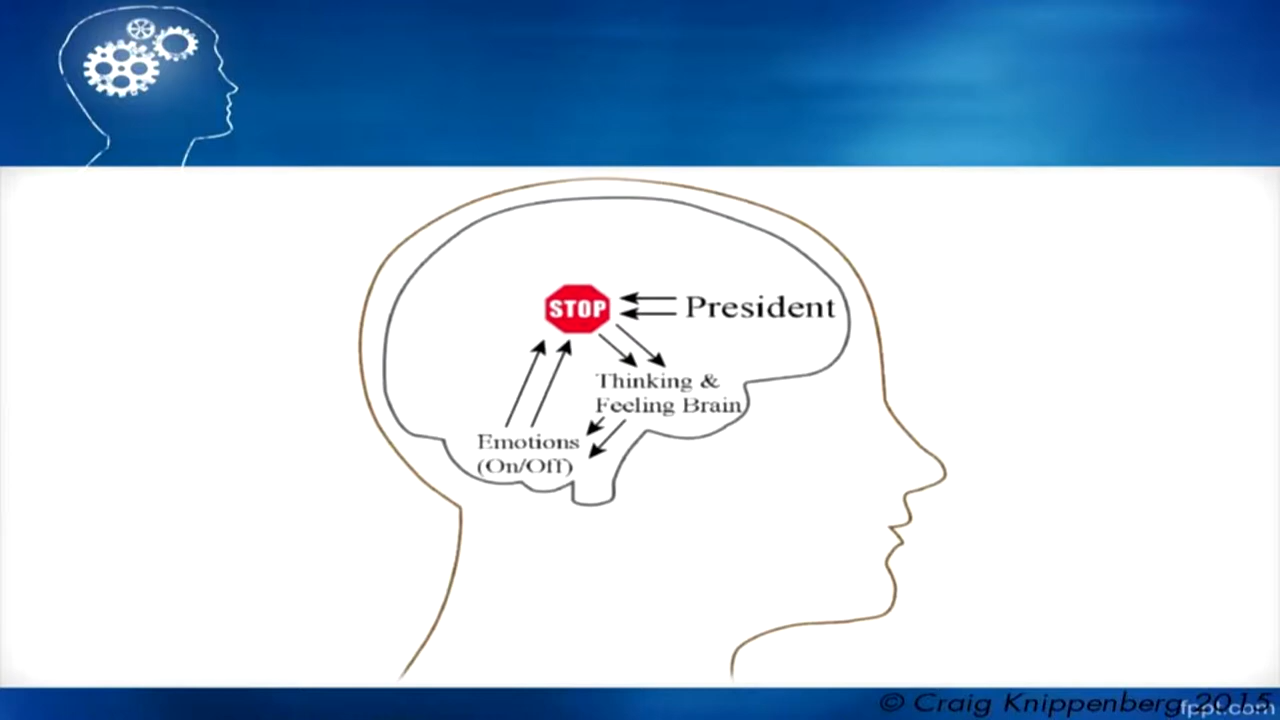 STOP
President
Thinking &
Feeling Brain
Emotions
(On/Off)
© Craig Knippenberg 2015
fppt.com